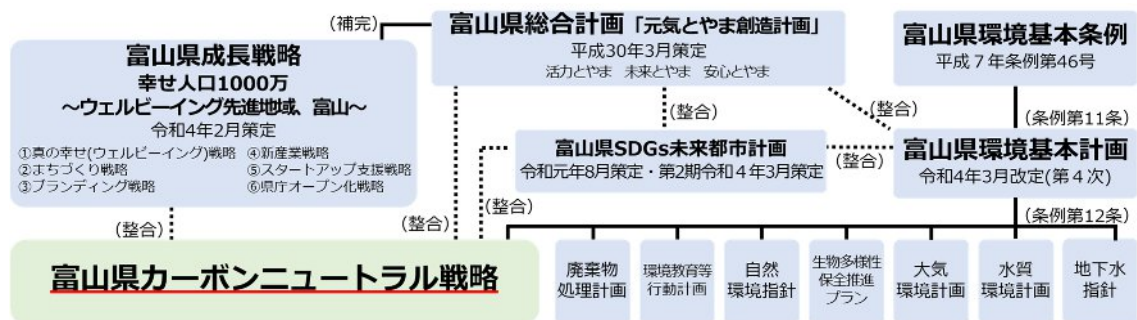 (補完)
富山県総合計画「元気とやま創造計画」
平成30年3月策定
活力とやま 未来とやま 安心とやま
富山県環境基本条例
平成7年条例第46号
富山県成長戦略
幸せ人口1000万
~ウェルビーイング先進地域、富山~
令和4年2月策定
①真の幸せ(ウェルビーイング)戦略 ④新産業戦略
②まちづくり戦略 ⑤スタートアップ支援戦略
③ブランディング戦略 ⑥県庁オープン化戦略
(整合)
(整合)
(条例第11条)
富山県SDGs未来都市計画
令和元年8月策定・第2期令和4年3月策定
(整合)
富山県環境基本計画
令和4年3月改定(第4次)
(整合)
(整合)
(整合)
(条例第12条)
富山県カーボンニュートラル戦略
廃棄物
処理計画
環境教育等
行動計画
自然
環境指針
生物多様性
保全推進
プラン
大気
環境計画
水質
環境計画
地下水
指針